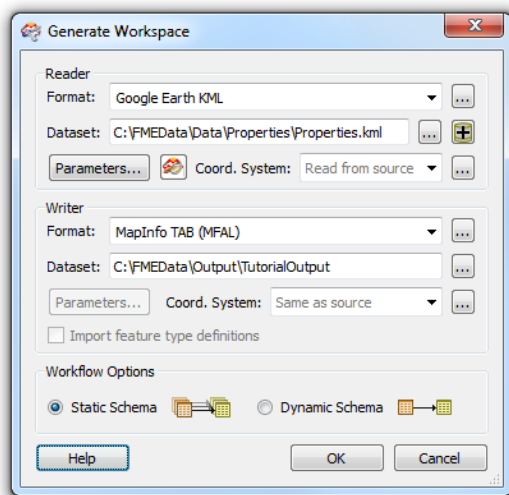 Generate Workspace
Reader
Format: Google Earth KML ...
Dataset: C:\FMEData\Data\Properties\Properties.kml ...
Parameters... Coord. System: Read from source ...
Writer
Format: MapInfo TAB (MFAL) ...
Dataset: C:\FMEData\Output\TutorialOutput ...
Parameters... Coord. System: Same as source ...
Import feature type definitions
Workflow Options
Static Schema Dynamic Schema
Help OK Cancel